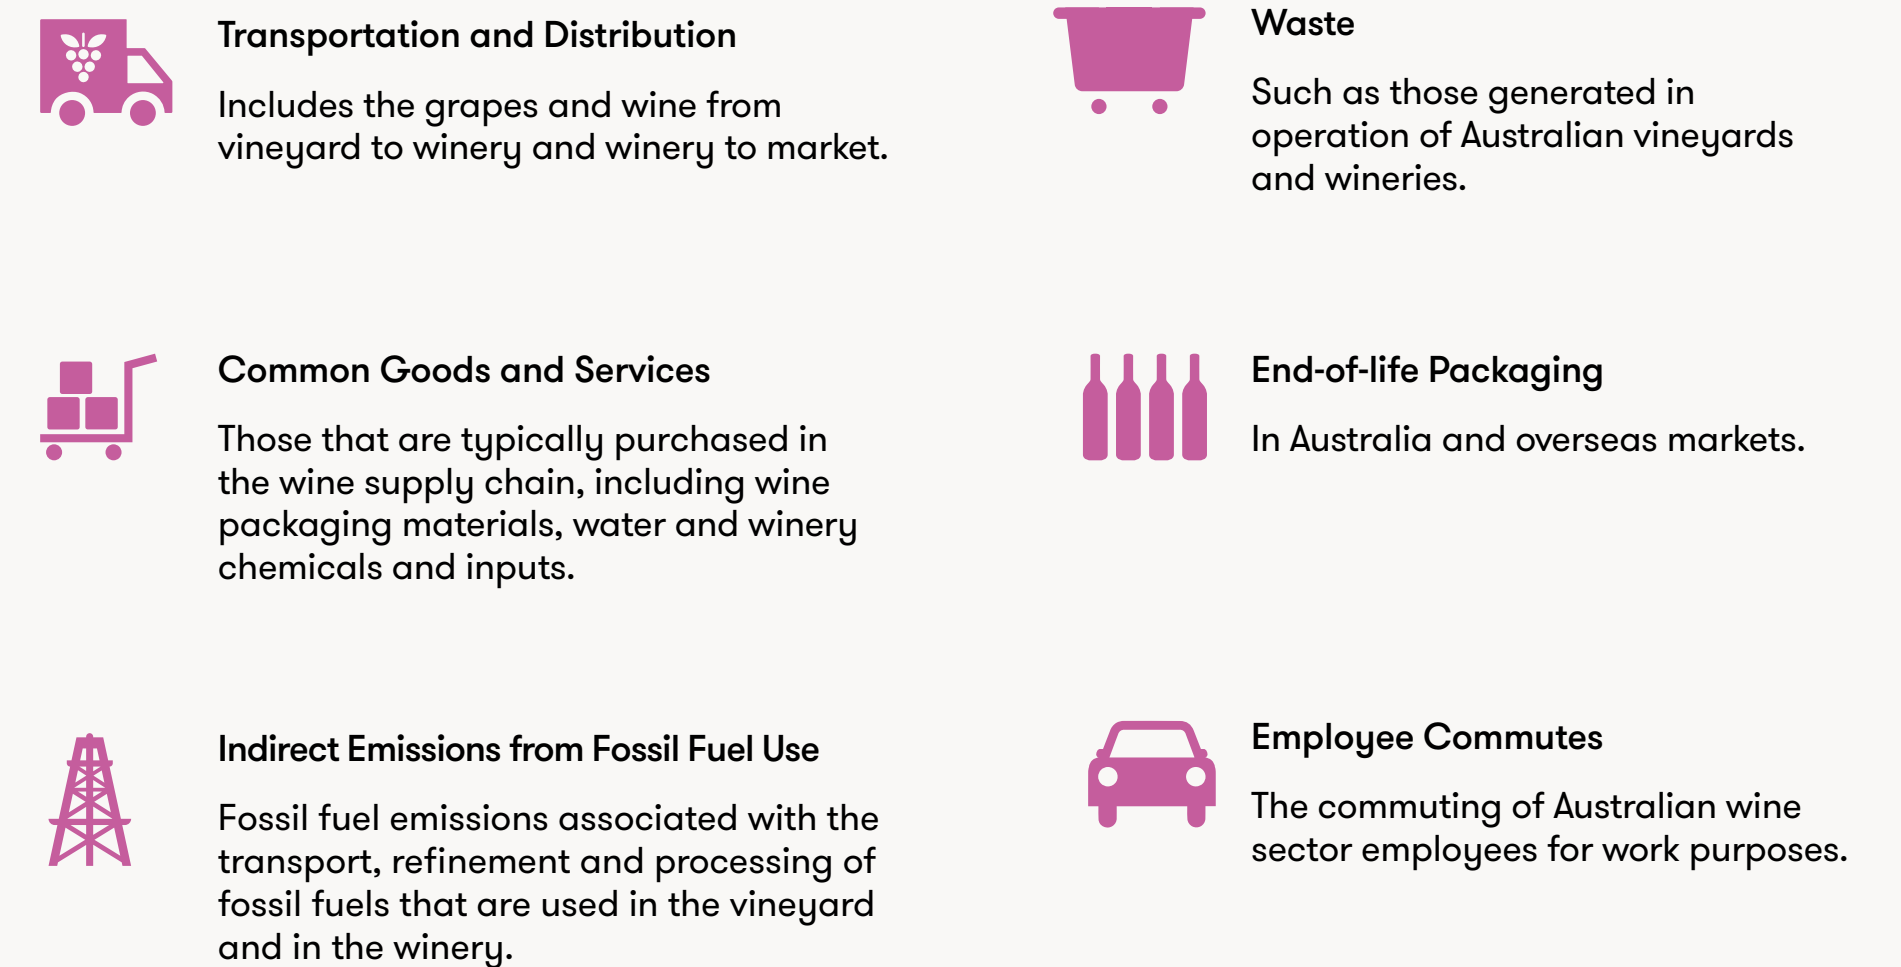 Transportation and Distribution
Includes the grapes and wine from
vineyard to winery and winery to market.
Waste
Such as those generated in
operation of Australian vineyards
and wineries.
Common Goods and Services
Those that are typically purchased in
the wine supply chain, including wine
packaging materials, water and winery
chemicals and inputs.
End-of-life Packaging
In Australia and overseas markets.
Indirect Emissions from Fossil Fuel Use
Fossil fuel emissions associated with the
transport, refinement and processing of
fossil fuels that are used in the vineyard
and in the winery.
Employee Commutes
The commuting of Australian wine
sector employees for work purposes.